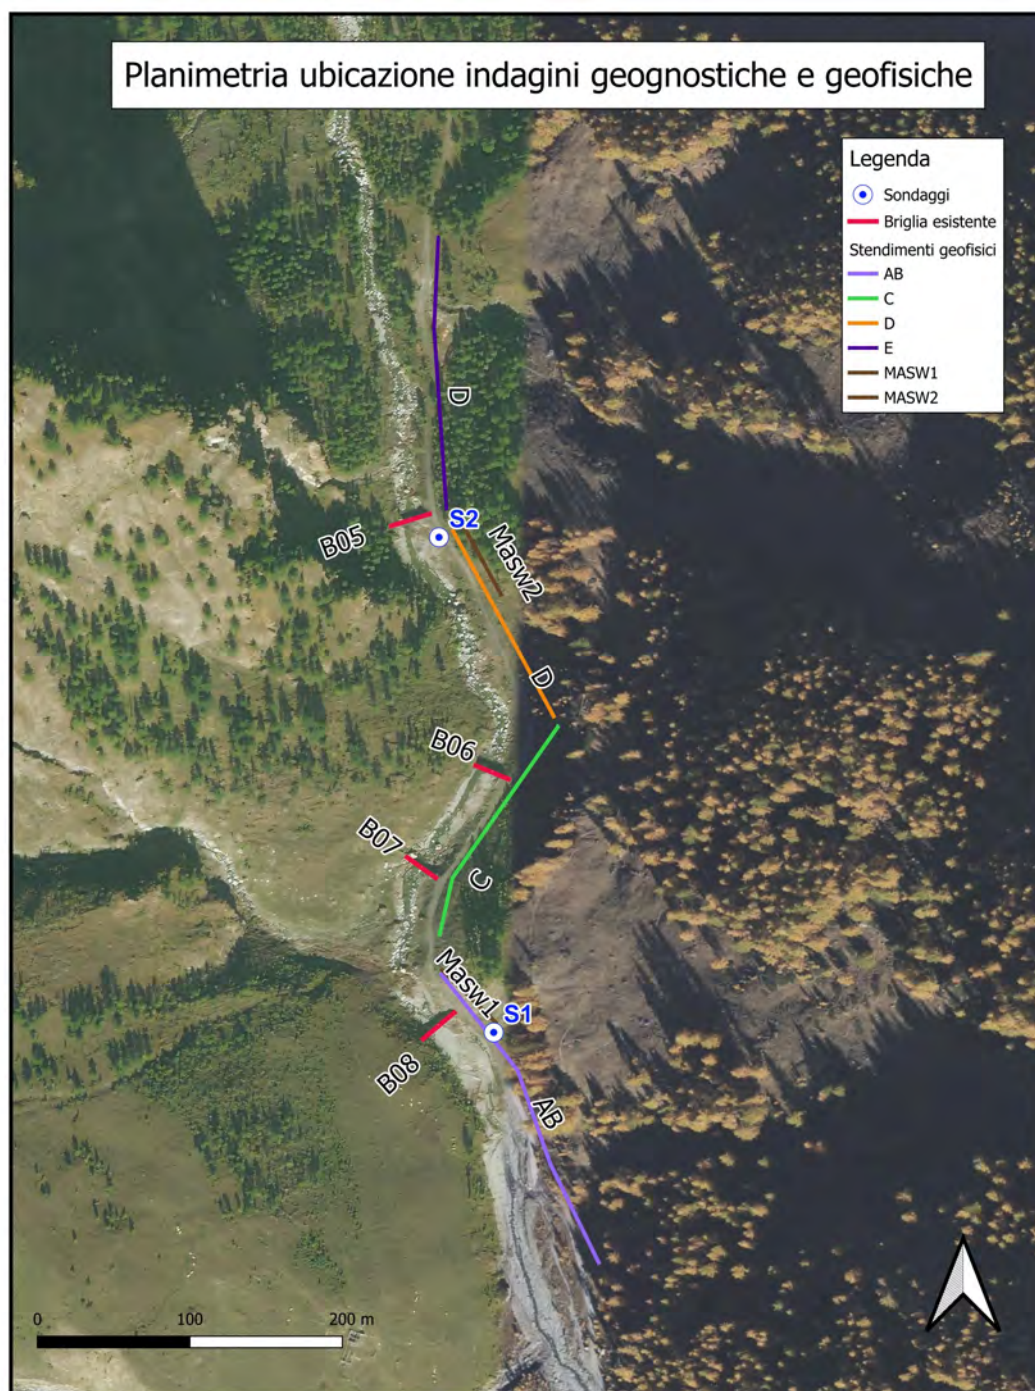 Planimetria ubicazione indagini geognostiche e geofisiche
Legenda
Sondaggi
Briglia esistente
Stendimenti geofisici
AB
C
D
E
MASW1
MASW2
D
S2
B05
Masw2
D
B06
B07
C
Masw1
S1
B08
AB
0 100 200 m